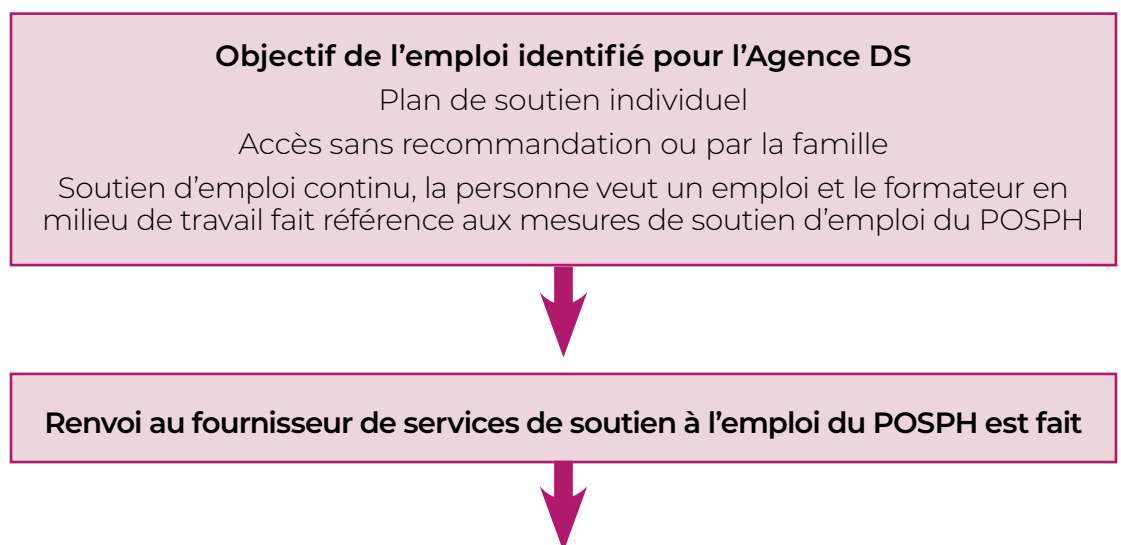 Objectif de l’emploi identifié pour l’Agence DS
Plan de soutien individuel
Accès sans recommandation ou par la famille
Soutien d’emploi continu, la personne veut un emploi et le formateur en
milieu de travail fait référence aux mesures de soutien d’emploi du POSPH
Renvoi au fournisseur de services de soutien à l’emploi du POSPH est fait